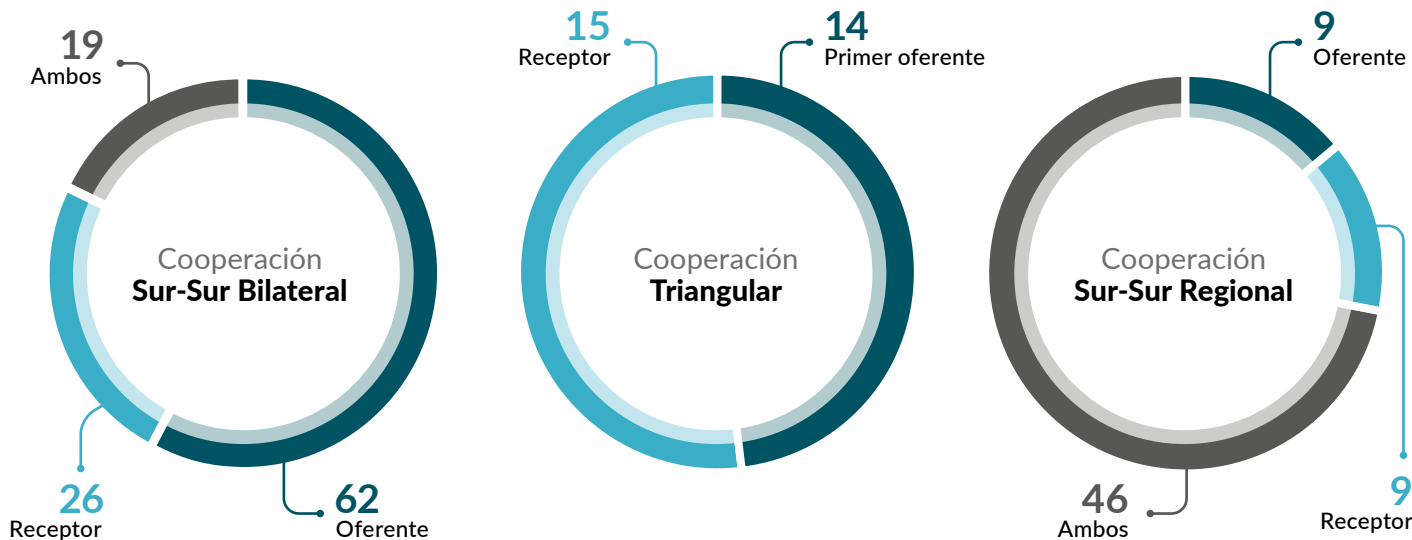 19
Ambos
Cooperación
Sur-Sur Bilateral
26
Receptor
62
Oferente
15
Receptor
14
Primer oferente
Cooperación
Triangular
9
Oferente
Cooperación
Sur-Sur Regional
46
Ambos
9
Receptor